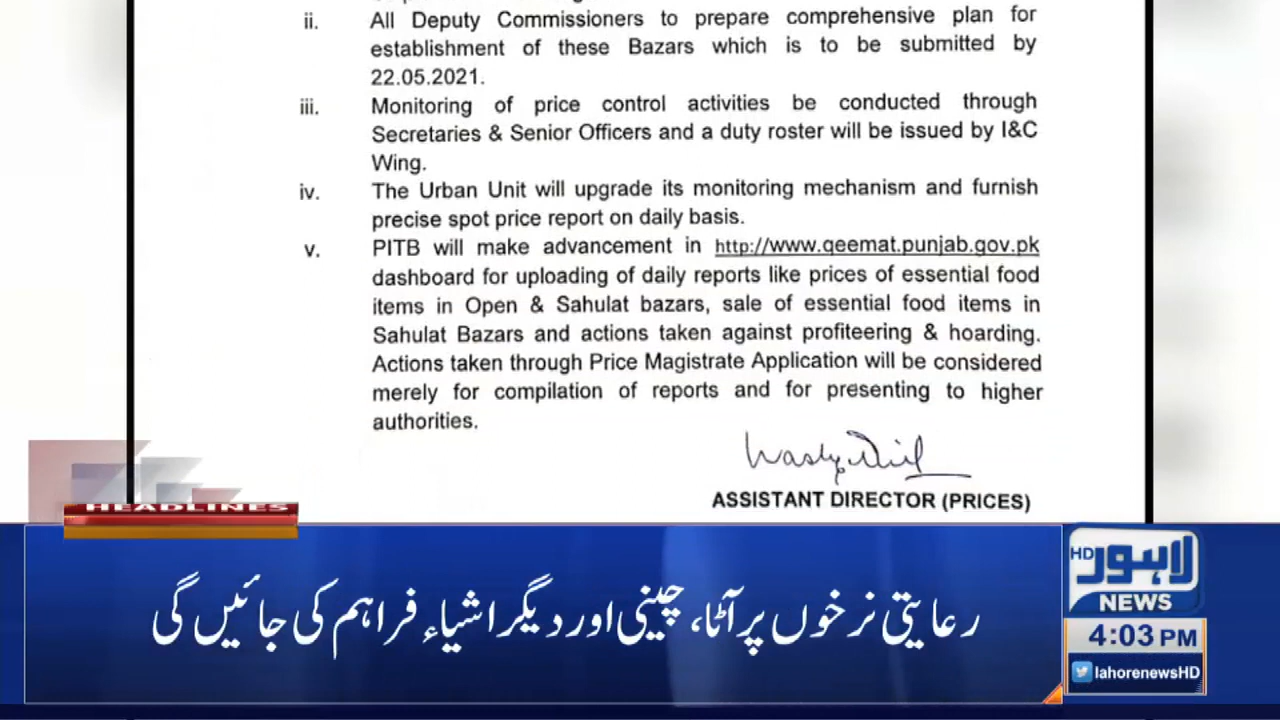 ii. All Deputy Commissioners to prepare comprehensive plan for
establishment of these Bazars which is to be submitted by
22.05.2021.
iii. Monitoring of price control activities be conducted through
Secretaries & Senior Officers and a duty roster will be issued by I&C
Wing.
iv. The Urban Unit will upgrade its monitoring mechanism and furnish
precise spot price report on daily basis.
v. PITB will make advancement in http://www.qeemat.punjab.gov.pk
dashboard for uploading of daily reports like prices of essential food
items in Open & Sahulat bazars, sale of essential food items in
Sahulat Bazars and actions taken against profiteering & hoarding.
Actions taken through Price Magistrate Application will be considered
merely for compilation of reports and for presenting to higher
authorities.
ASSISTANT DIRECTOR (PRICES)
HEADLINES
رعایتی نرخوں پر آٹا، چینی اور دیگر اشیاء فراہم کی جائیں گی
لاہور HD
NEWS
4:03 PM
lahorenewsHD